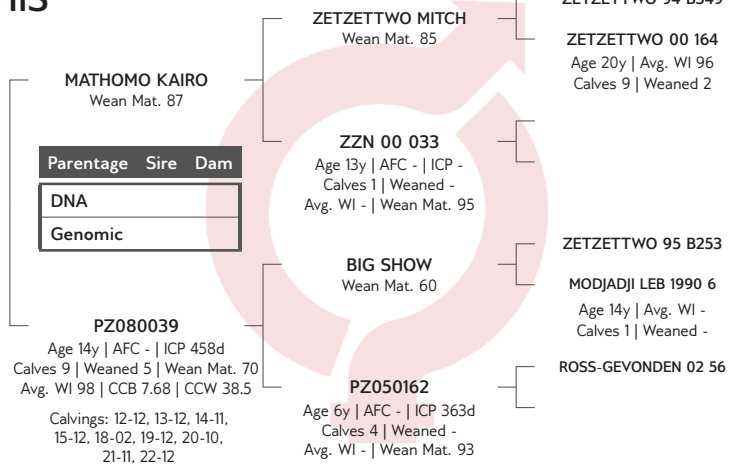 ZETZETTWO MITCH
Wean Mat. 85
ZETZETTWO 00 164
Age 20y | Avg. WI 96
Calves 9 | Weaned 2
MATHOMO KAIRO
Wean Mat. 87
ZZN 00 033
Age 13y | AFC - | ICP -
Calves 1 | Weaned -
Avg. WI - | Wean Mat. 95
Parentage Sire Dam
DNA
Genomic
ZETZETTWO 95 B253
BIG SHOW
Wean Mat. 60
MODJADJI LEB 1990 6
Age 14y | Avg. WI -
Calves 1 | Weaned -
PZ080039
Age 14y | AFC - | ICP 458d
Calves 9 | Weaned 5 | Wean Mat. 70
Avg. WI 98 | CCB 7.68 | CCW 38.5
Calvings: 12-12, 13-12, 14-11,
15-12, 18-02, 19-12, 20-10,
21-11, 22-12
ROSS-GEVONDEN 02 56
PZ050162
Age 6y | AFC - | ICP 363d
Calves 4 | Weaned -
Avg. WI - | Wean Mat. 93